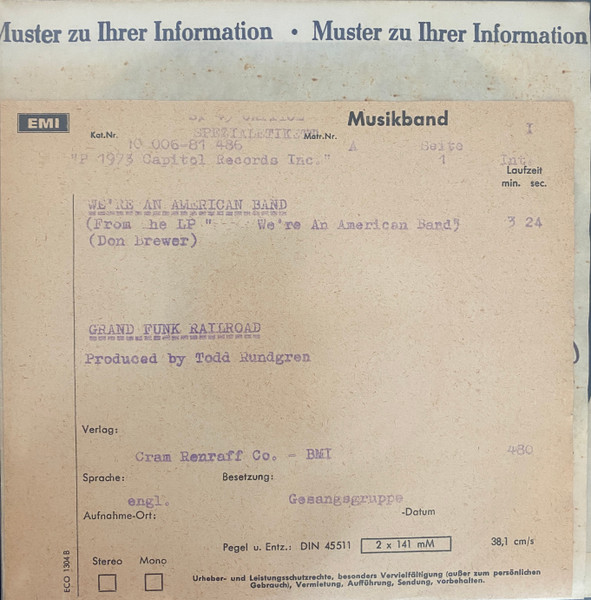 Muster zu Ihrer Information • Muster zu Ihrer Information
EMI
Musikband
SPEZIALETIKETT
I
Kat.Nr. Matr.Nr.
006-81 486 A Seite
"P 1973 Capitol Records Inc." 1 Int.
Laufzeit
min. sec.
WE'RE AN AMERICAN BAND
(From he LP "---- We're An American Band") 3 24
(Don Brewer)
GRAND FUNK RAILROAD
Produced by Todd Rundgren
Verlag:
Cram Renraff Co. - BMI 480
Sprache: Besetzung:
engl. Gesangsgruppe
Aufnahme-Ort: -Datum
Pegel u. Entz.: DIN 45511 2 x 141 mM 38,1 cm/s
Stereo Mono
ECO 1304 B
Urheber- und Leistungsschutzrechte, besonders Vervielfältigung (außer zum persönlichen
Gebrauch), Vermietung, Aufführung, Sendung, vorbehalten.